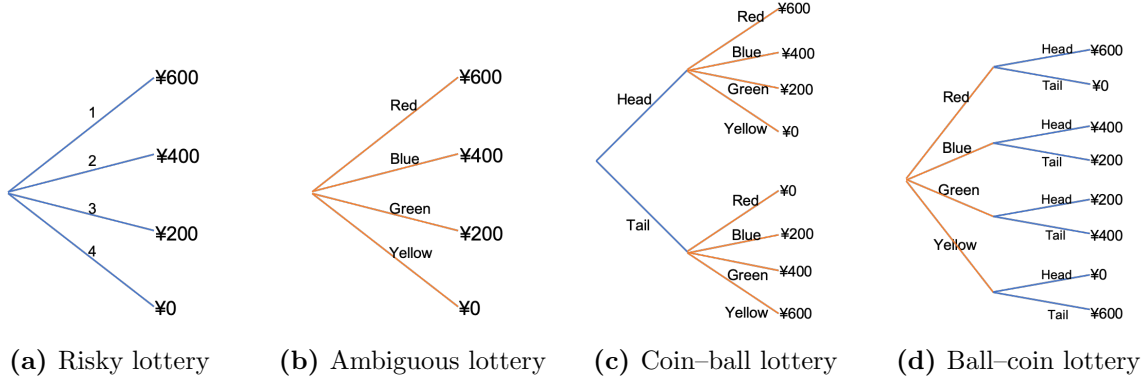 ¥600
1
¥400
2
3
¥200
4
¥0
(a) Risky lottery
¥600
Red
Blue
¥400
Green
¥200
Yellow
¥0
(b) Ambiguous lottery
Red
¥600
Blue
¥400
Head
Green
¥200
Yellow
¥0
Tail
Red
¥0
Blue
¥200
Green
¥400
Yellow
¥600
(c) Coin–ball lottery
Red
Head
¥600
Tail
¥0
Blue
Head
¥400
Tail
¥200
Green
Head
¥200
Tail
¥400
Yellow
Head
¥0
Tail
¥600
(d) Ball–coin lottery